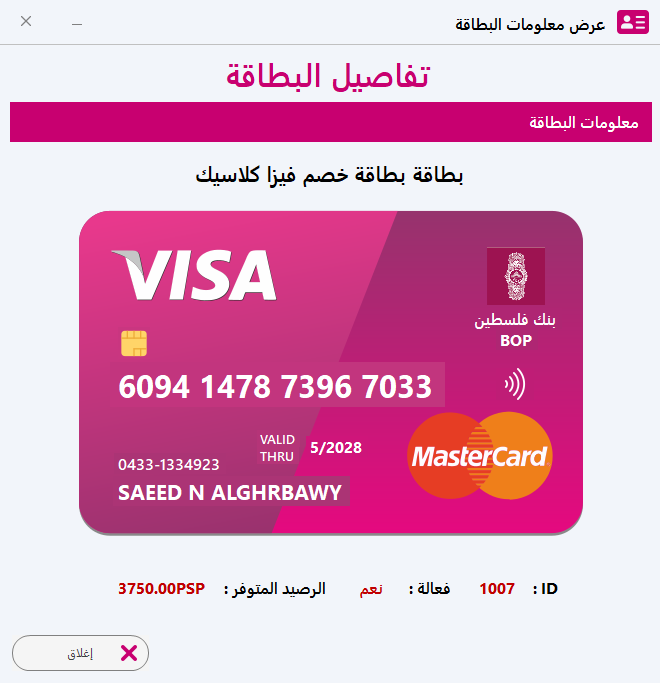 عرض معلومات البطاقة
تفاصيل البطاقة
معلومات البطاقة
بطاقة بطاقة خصم فيزا كلاسيك
VISA
بنك فلسطين
BOP
6094 1478 7396 7033
VALID THRU 5/2028
0433-1334923
SAEED N ALGHRBAWY
MasterCard
ID : 1007 فعالة : نعم الرصيد المتوفر : 3750.00PSP
إغلاق